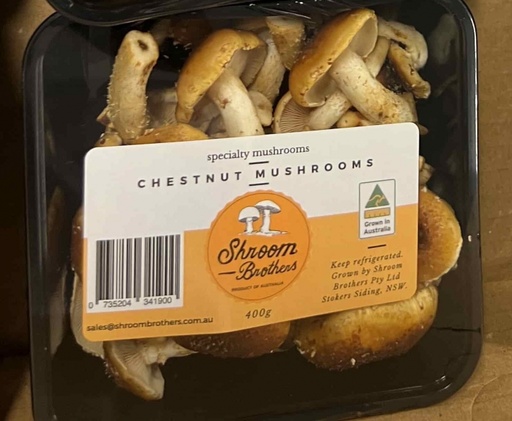 specialty mushrooms
CHESTNUT MUSHROOMS
Shroom
Brothers
PRODUCT OF AUSTRALIA
400g
Grown in
Australia
Keep refrigerated.
Grown by Shroom
Brothers Pty Ltd
Stokers Siding, NSW.
0 735204 341900
sales@shroombrothers.com.au